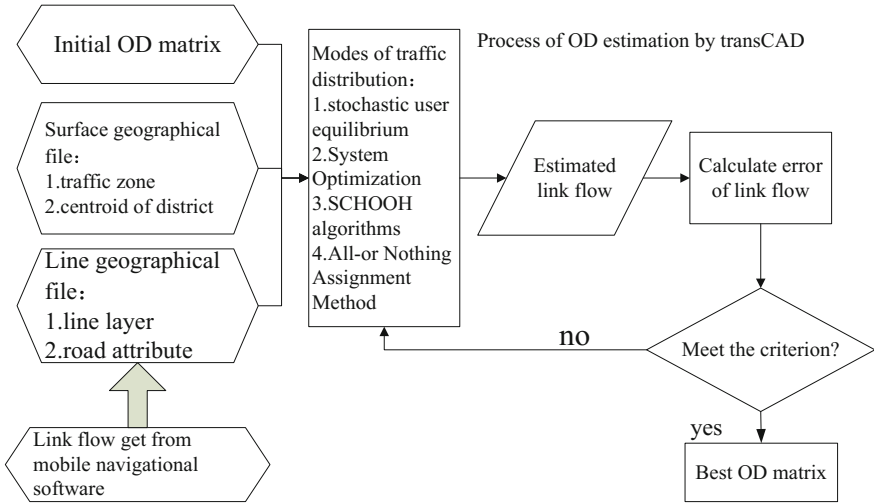 Initial OD matrix
Surface geographical
file：
1.traffic zone
2.centroid of district
Line geographical
file：
1.line layer
2.road attribute
Link flow get from
mobile navigational
software
Modes of traffic
distribution：
1.stochastic user
equilibrium
2.System
Optimization
3.SCHOOH
algorithms
4.All-or Nothing
Assignment
Method
Process of OD estimation by transCAD
Estimated
link flow
Calculate error
of link flow
Meet the criterion?
no
yes
Best OD matrix